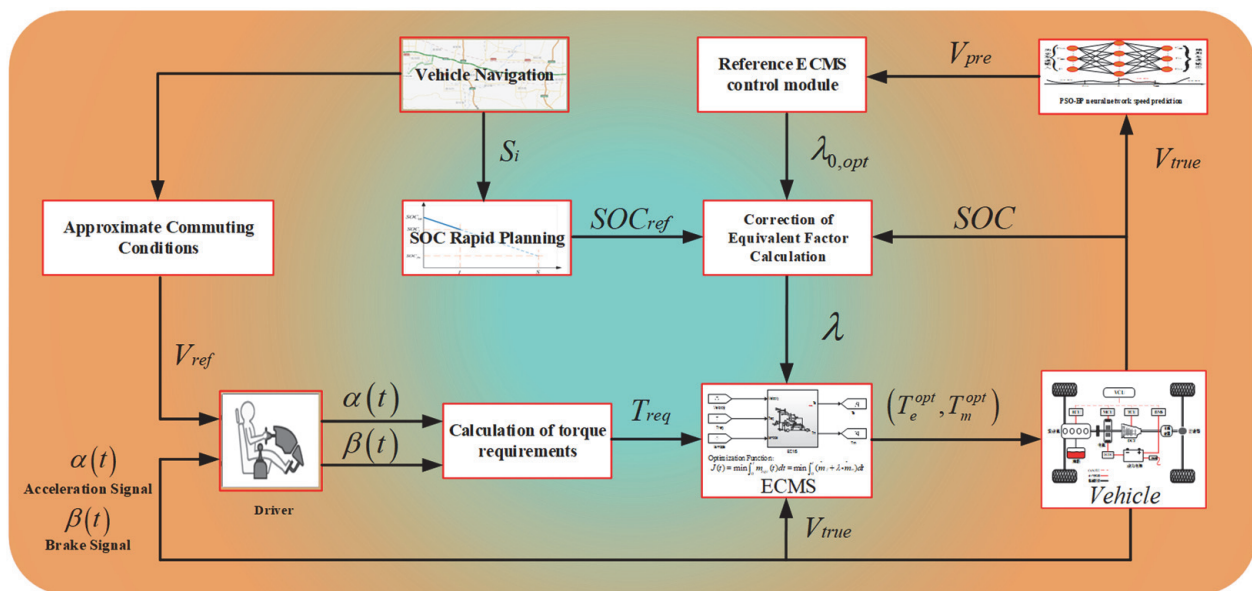 Vehicle Navigation
Reference ECMS
control module
V_pre
PSO-BP neural network speed prediction
S_i
λ_{0,opt}
V_true
Approximate Commuting
Conditions
SOC Rapid Planning
SOC_ref
Correction of
Equivalent Factor
Calculation
SOC
V_ref
λ
α(t)
β(t)
Driver
Calculation of torque
requirements
T_req
Optimization Function:
ECMS
(T_e^{opt}, T_m^{opt})
Vehicle
α(t)
Acceleration Signal
β(t)
Brake Signal
V_true